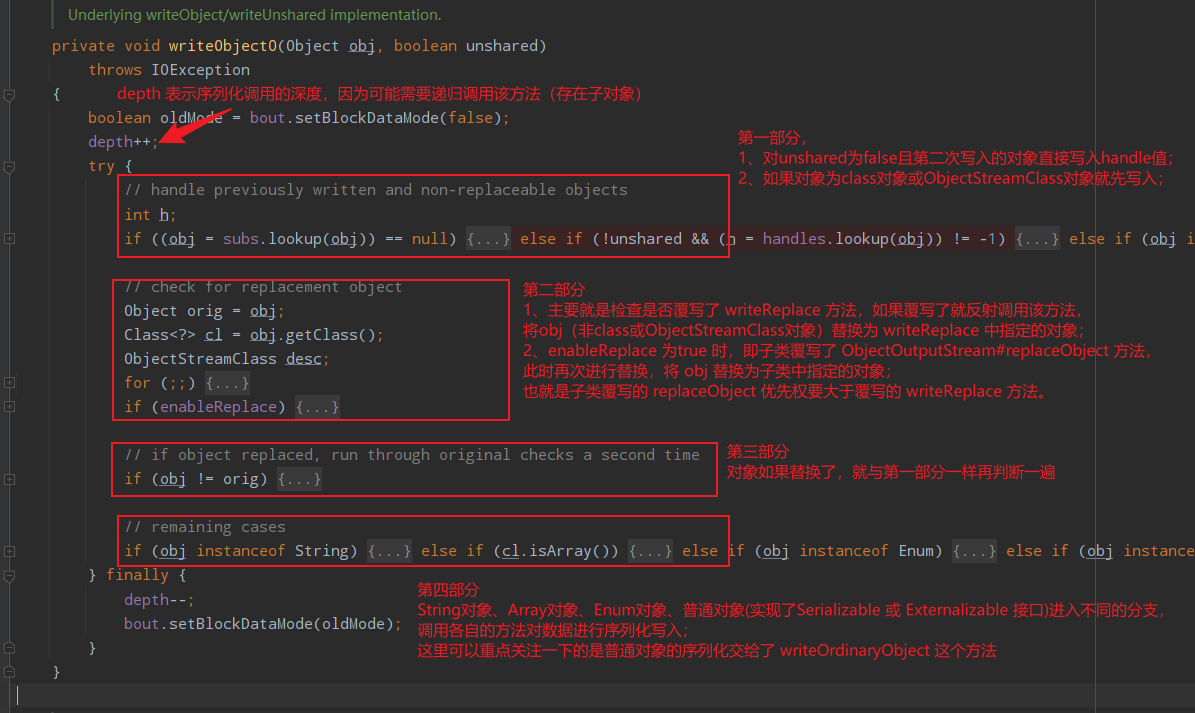 Underlying writeObject/writeUnshared implementation.
private void writeObject0(Object obj, boolean unshared)
throws IOException
{
depth 表示序列化调用的深度，因为可能需要递归调用该方法（存在子对象）
boolean oldMode = bout.setBlockDataMode(false);
depth++;
try {
第一部分，
1、对unshared为false且第二次写入的对象直接写入handle值；
2、如果对象为class对象或ObjectStreamClass对象就先写入；
// handle previously written and non-replaceable objects
int h;
if ((obj = subs.lookup(obj)) == null) {...} else if (!unshared && (h = handles.lookup(obj)) != -1) {...} else if (obj i
// check for replacement object
Object orig = obj;
Class<?> cl = obj.getClass();
ObjectStreamClass desc;
for (;;) {...}
if (enableReplace) {...}
第二部分
1、主要就是检查是否覆写了 writeReplace 方法，如果覆写了就反射调用该方法，
将obj（非class或ObjectStreamClass对象）替换为 writeReplace 中指定的对象；
2、enableReplace 为true 时，即子类覆写了 ObjectOutputStream#replaceObject 方法，
此时再次进行替换，将 obj 替换为子类中指定的对象；
也就是子类覆写的 replaceObject 优先权要大于覆写的 writeReplace 方法。
// if object replaced, run through original checks a second time
if (obj != orig) {...}
第三部分
对象如果替换了，就与第一部分一样再判断一遍
// remaining cases
if (obj instanceof String) {...} else if (cl.isArray()) {...} else if (obj instanceof Enum) {...} else if (obj instance
} finally {
depth--;
bout.setBlockDataMode(oldMode);
}
}
第四部分
String对象、Array对象、Enum对象、普通对象(实现了Serializable 或 Externalizable 接口)进入不同的分支，
调用各自的方法对数据进行序列化写入；
这里可以重点关注一下的是普通对象的序列化交给了 writeOrdinaryObject 这个方法